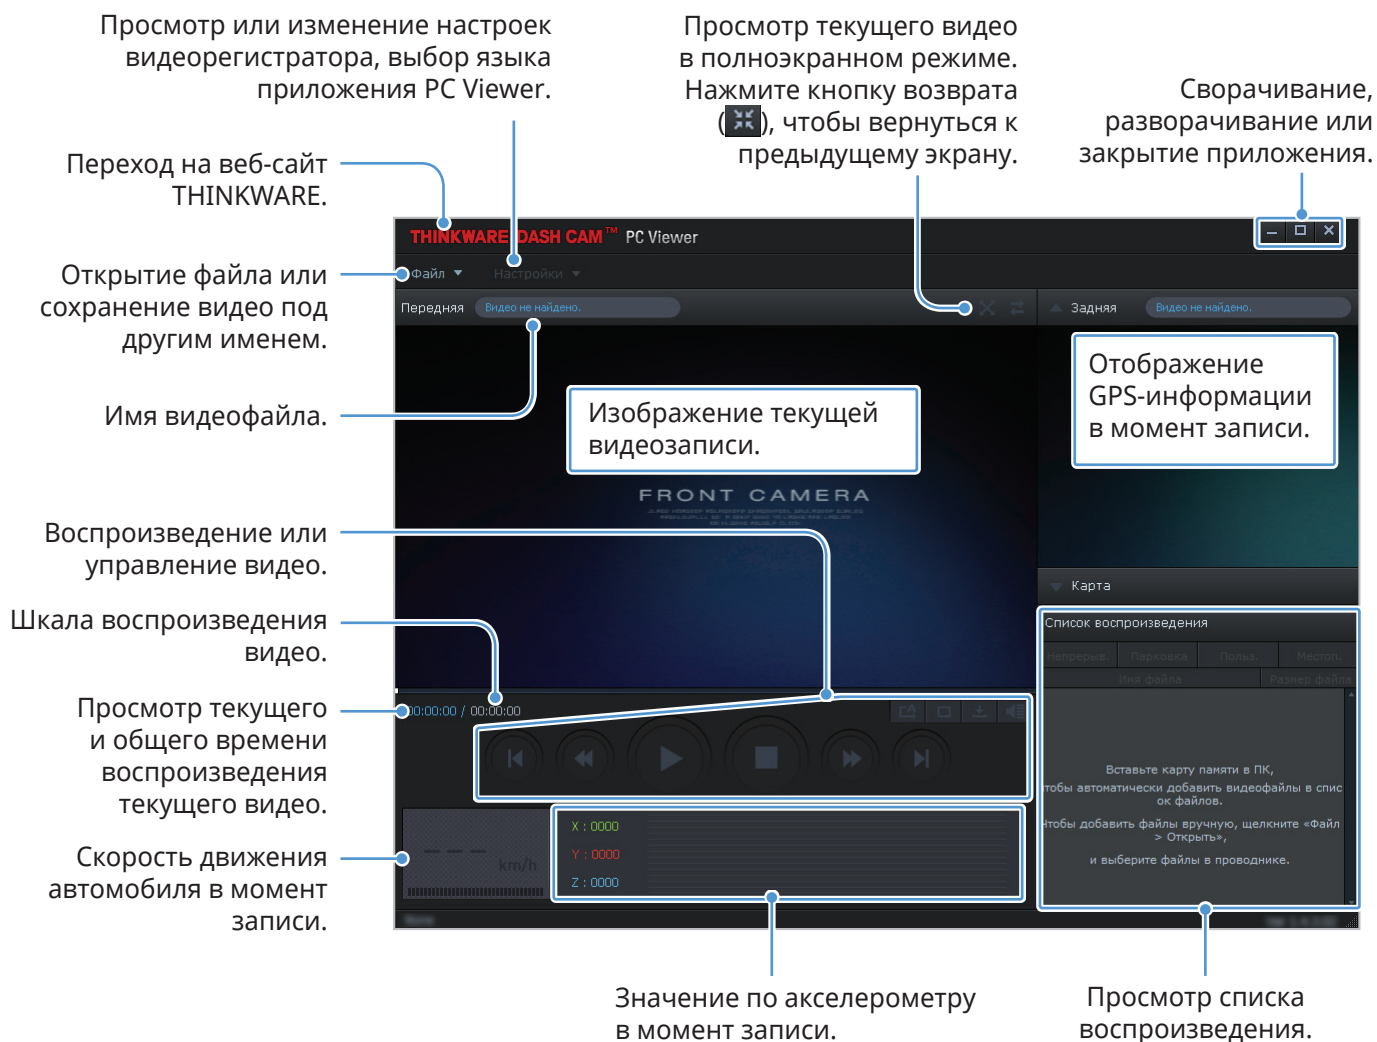 Просмотр или изменение настроек
видеорегистратора, выбор языка
приложения PC Viewer.
Просмотр текущего видео
в полноэкранном режиме.
Нажмите кнопку возврата
( ), чтобы вернуться к
предыдущему экрану.
Сворачивание,
разворачивание или
закрытие приложения.
Переход на веб-сайт
THINKWARE.
Открытие файла или
сохранение видео под
другим именем.
Имя видеофайла.
Воспроизведение или
управление видео.
Шкала воспроизведения
видео.
Просмотр текущего
и общего времени
воспроизведения
текущего видео.
Скорость движения
автомобиля в момент
записи.
THINKWARE DASH CAM™ PC Viewer
Файл Настройки
Передняя Видео не найдено.
Задняя Видео не найдено.
Изображение текущей
видеозаписи.
Отображение
GPS-информации
в момент записи.
FRONT CAMERA
Карта
Список воспроизведения
Непрерыв. Парковка Польз. Местоп.
Имя файла Размер файла
Вставьте карту памяти в ПК,
чтобы автоматически добавить видеофайлы в спис
ок файлов.
Чтобы добавить файлы вручную, щелкните «Файл
> Открыть»,
и выберите файлы в проводнике.
00:00:00 / 00:00:00
km/h
X : 0000
Y : 0000
Z : 0000
Значение по акселерометру
в момент записи.
Просмотр списка
воспроизведения.